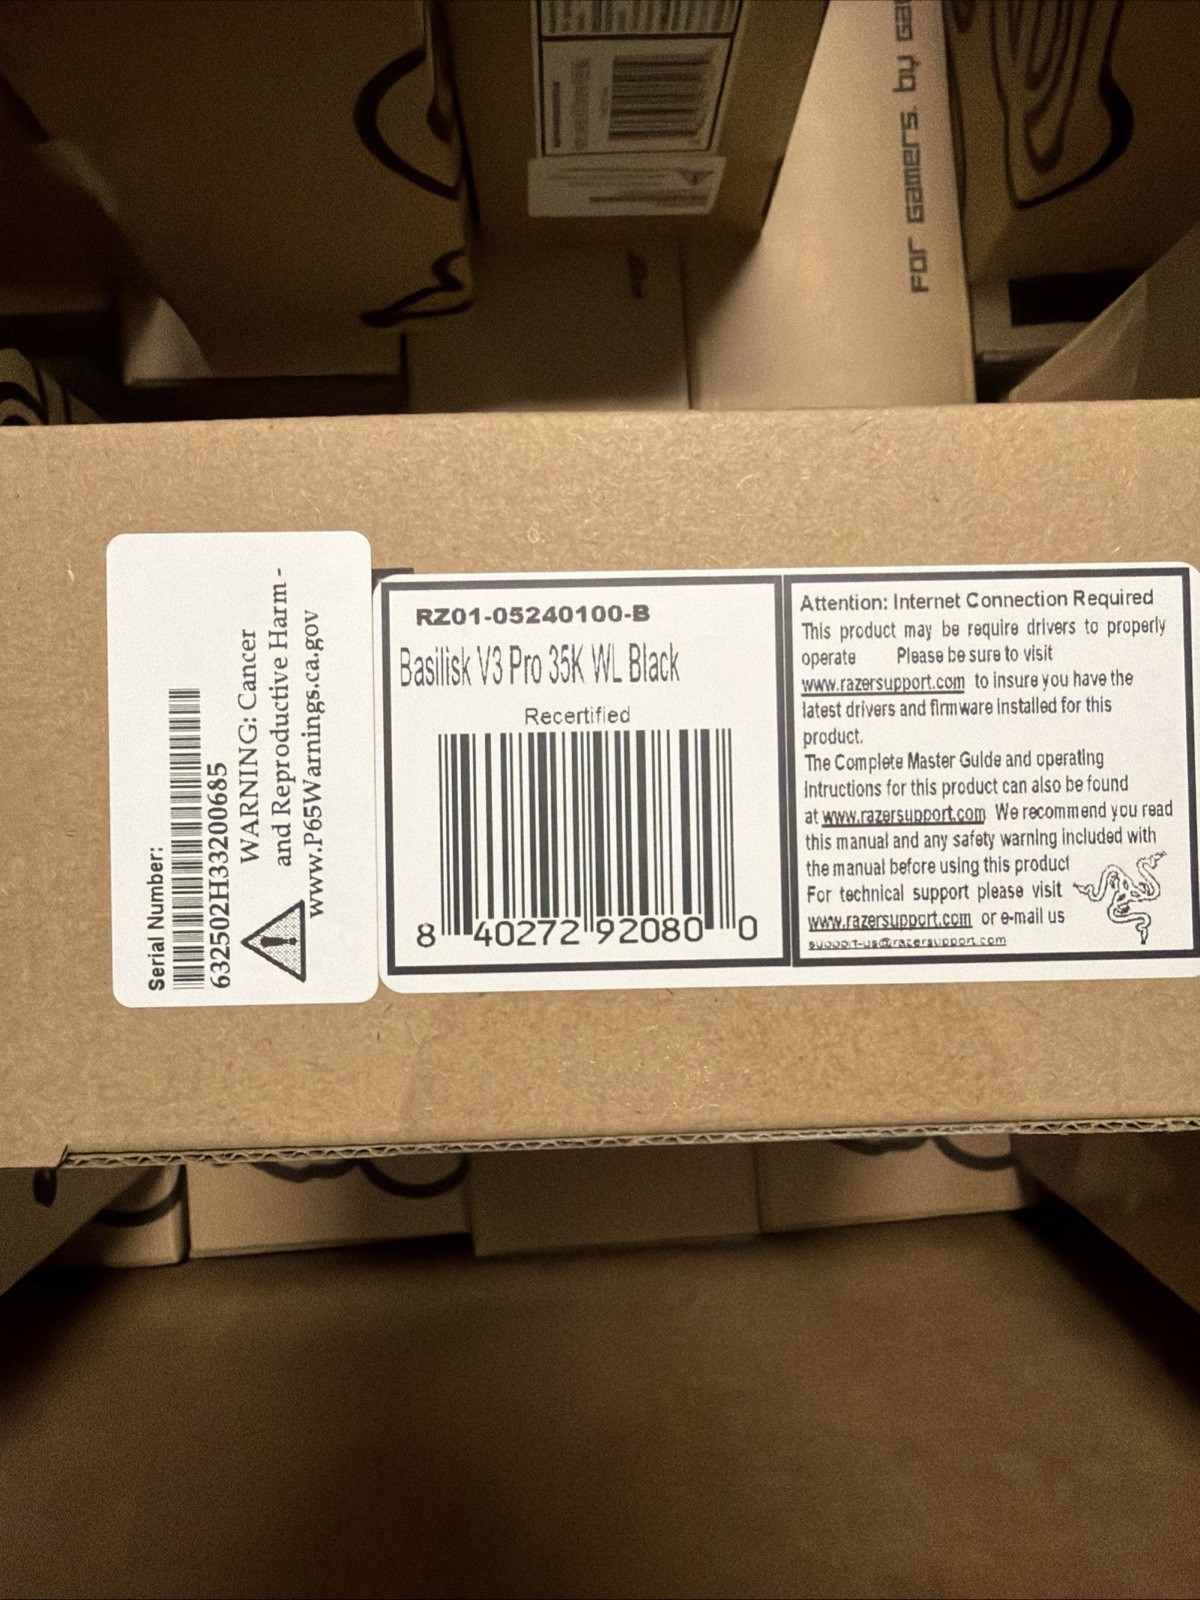 For Gamers. by Ga
Serial Number:
632502H33200685
WARNING: Cancer
and Reproductive Harm -
www.P65Warnings.ca.gov
RZ01-05240100-B
Basilisk V3 Pro 35K WL Black
Recertified
8 40272 92080 0
Attention: Internet Connection Required
This product may be require drivers to properly
operate Please be sure to visit
www.razersupport.com to insure you have the
latest drivers and firmware installed for this
product.
The Complete Master Guide and operating
intructions for this product can also be found
at www.razersupport.com We recommend you read
this manual and any safety warning included with
the manual before using this product
For technical support please visit
www.razersupport.com or e-mail us
support-us@razersupport.com